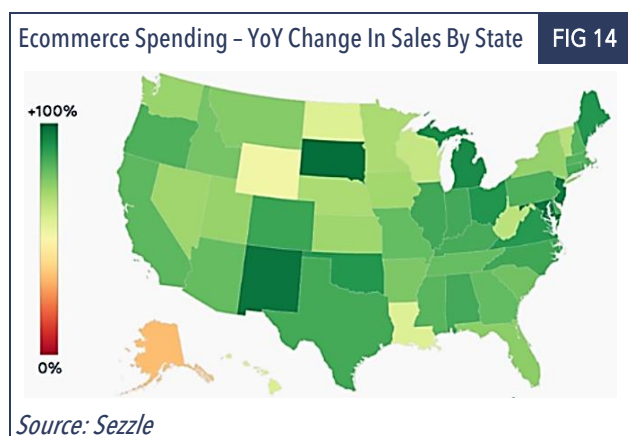 Ecommerce Spending – YoY Change In Sales By State FIG 14
+100%
0%
Source: Sezzle